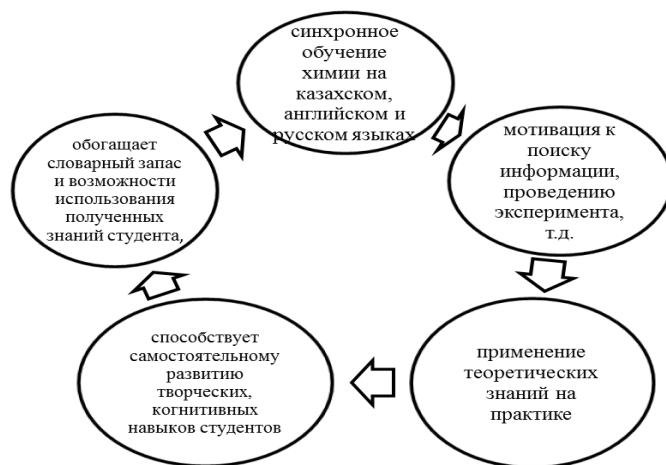 синхронное
обучение
химии на
казахском,
английском и
русском языках
мотивация к
поиску
информации,
проведению
эксперимента,
т.д.
применение
теоретических
знаний на
практике
способствует
самостоятельному
развитию
творческих,
когнитивных
навыков студентов
обогащает
словарный запас
и возможности
использования
полученных
знаний студента,